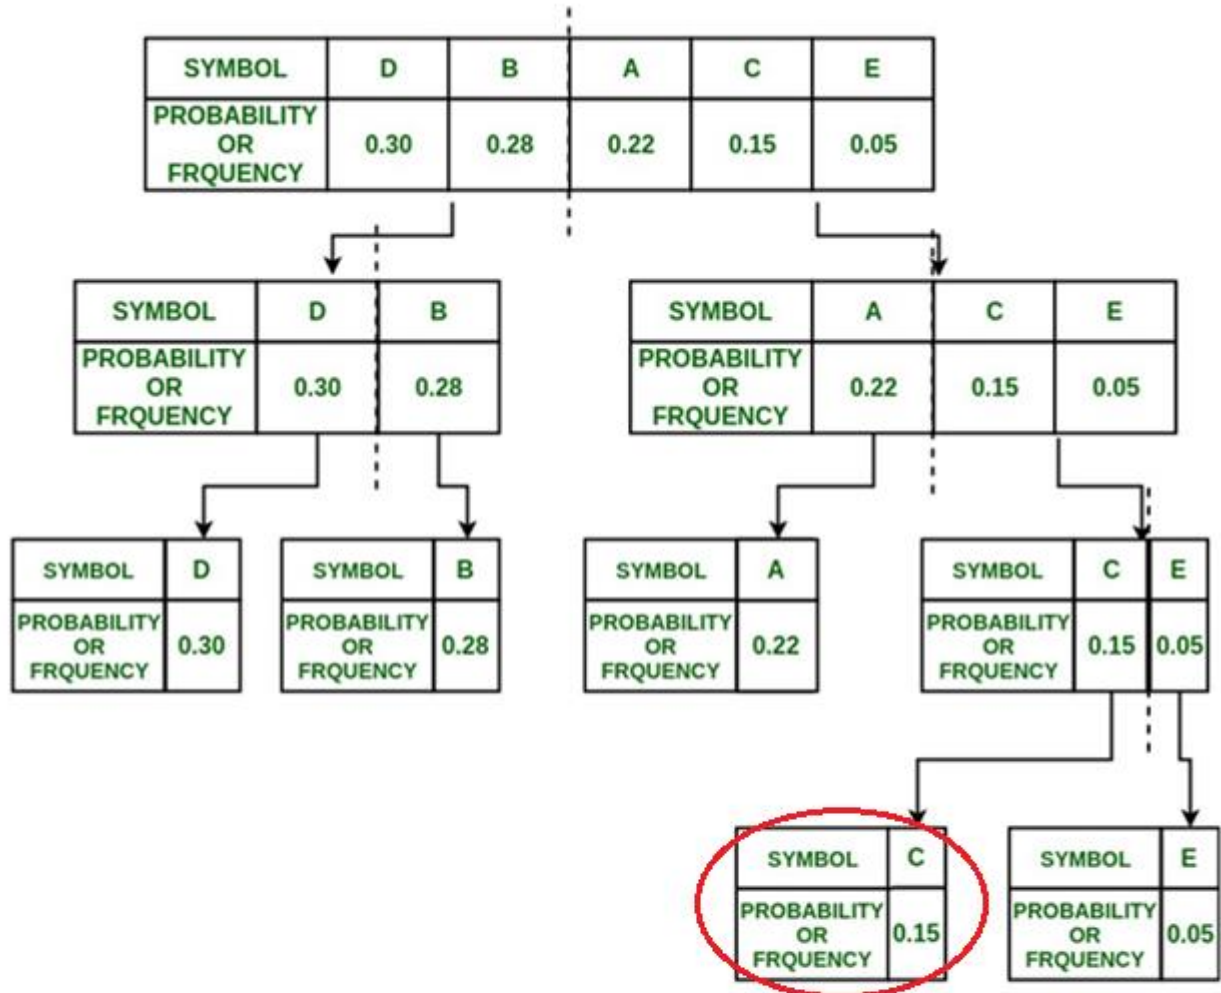 SYMBOL D B A C E
PROBABILITY
OR
FRQUENCY
0.30 0.28 0.22 0.15 0.05
SYMBOL D B
PROBABILITY
OR
FRQUENCY
0.30 0.28
SYMBOL A C E
PROBABILITY
OR
FRQUENCY
0.22 0.15 0.05
SYMBOL D
PROBABILITY
OR
FRQUENCY
0.30
SYMBOL B
PROBABILITY
OR
FRQUENCY
0.28
SYMBOL A
PROBABILITY
OR
FRQUENCY
0.22
SYMBOL C E
PROBABILITY
OR
FRQUENCY
0.15 0.05
SYMBOL C
PROBABILITY
OR
FRQUENCY
0.15
SYMBOL E
PROBABILITY
OR
FRQUENCY
0.05